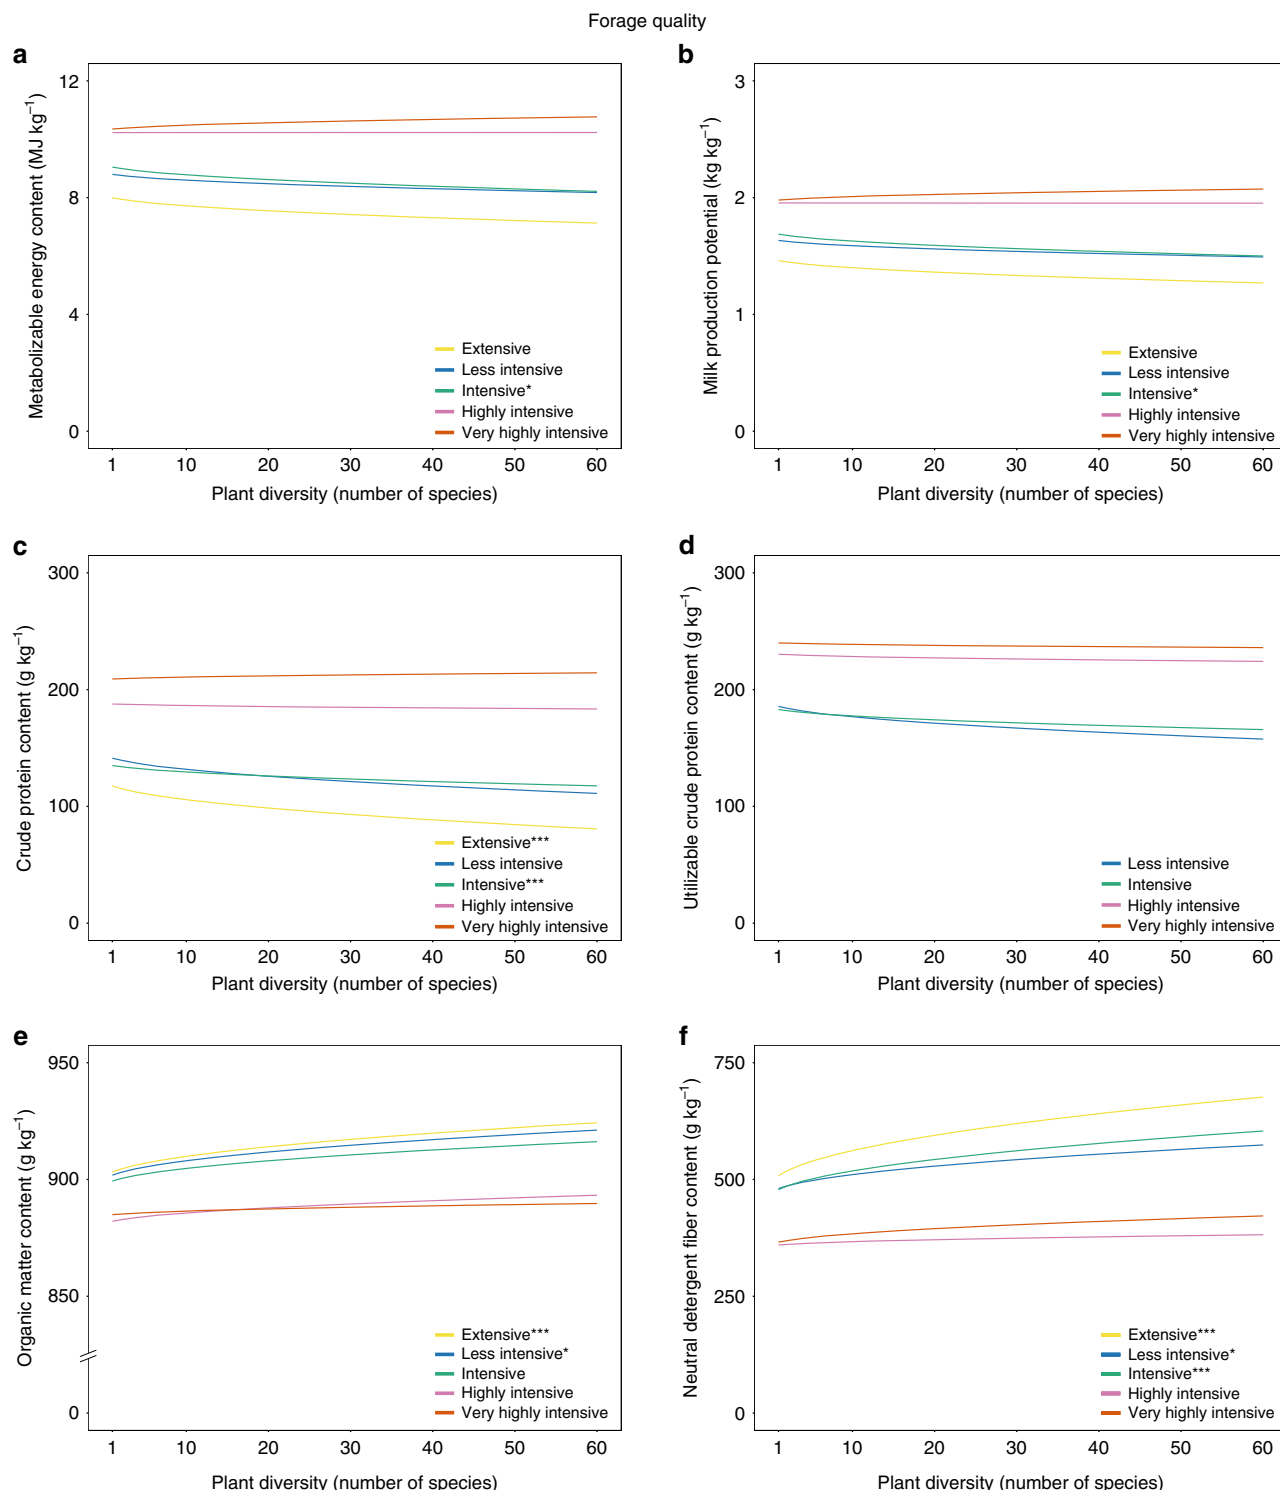 Forage quality
a
Metabolizable energy content (MJ kg⁻¹)
12
8
4
0
Extensive
Less intensive
Intensive*
Highly intensive
Very highly intensive
1 10 20 30 40 50 60
Plant diversity (number of species)
b
Milk production potential (kg kg⁻¹)
3
2
1
0
Extensive
Less intensive
Intensive*
Highly intensive
Very highly intensive
1 10 20 30 40 50 60
Plant diversity (number of species)
c
Crude protein content (g kg⁻¹)
300
200
100
0
Extensive***
Less intensive
Intensive***
Highly intensive
Very highly intensive
1 10 20 30 40 50 60
Plant diversity (number of species)
d
Utilizable crude protein content (g kg⁻¹)
300
200
100
0
Less intensive
Intensive
Highly intensive
Very highly intensive
1 10 20 30 40 50 60
Plant diversity (number of species)
e
Organic matter content (g kg⁻¹)
950
900
850
0
Extensive***
Less intensive*
Intensive
Highly intensive
Very highly intensive
1 10 20 30 40 50 60
Plant diversity (number of species)
f
Neutral detergent fiber content (g kg⁻¹)
750
500
250
0
Extensive***
Less intensive*
Intensive***
Highly intensive
Very highly intensive
1 10 20 30 40 50 60
Plant diversity (number of species)